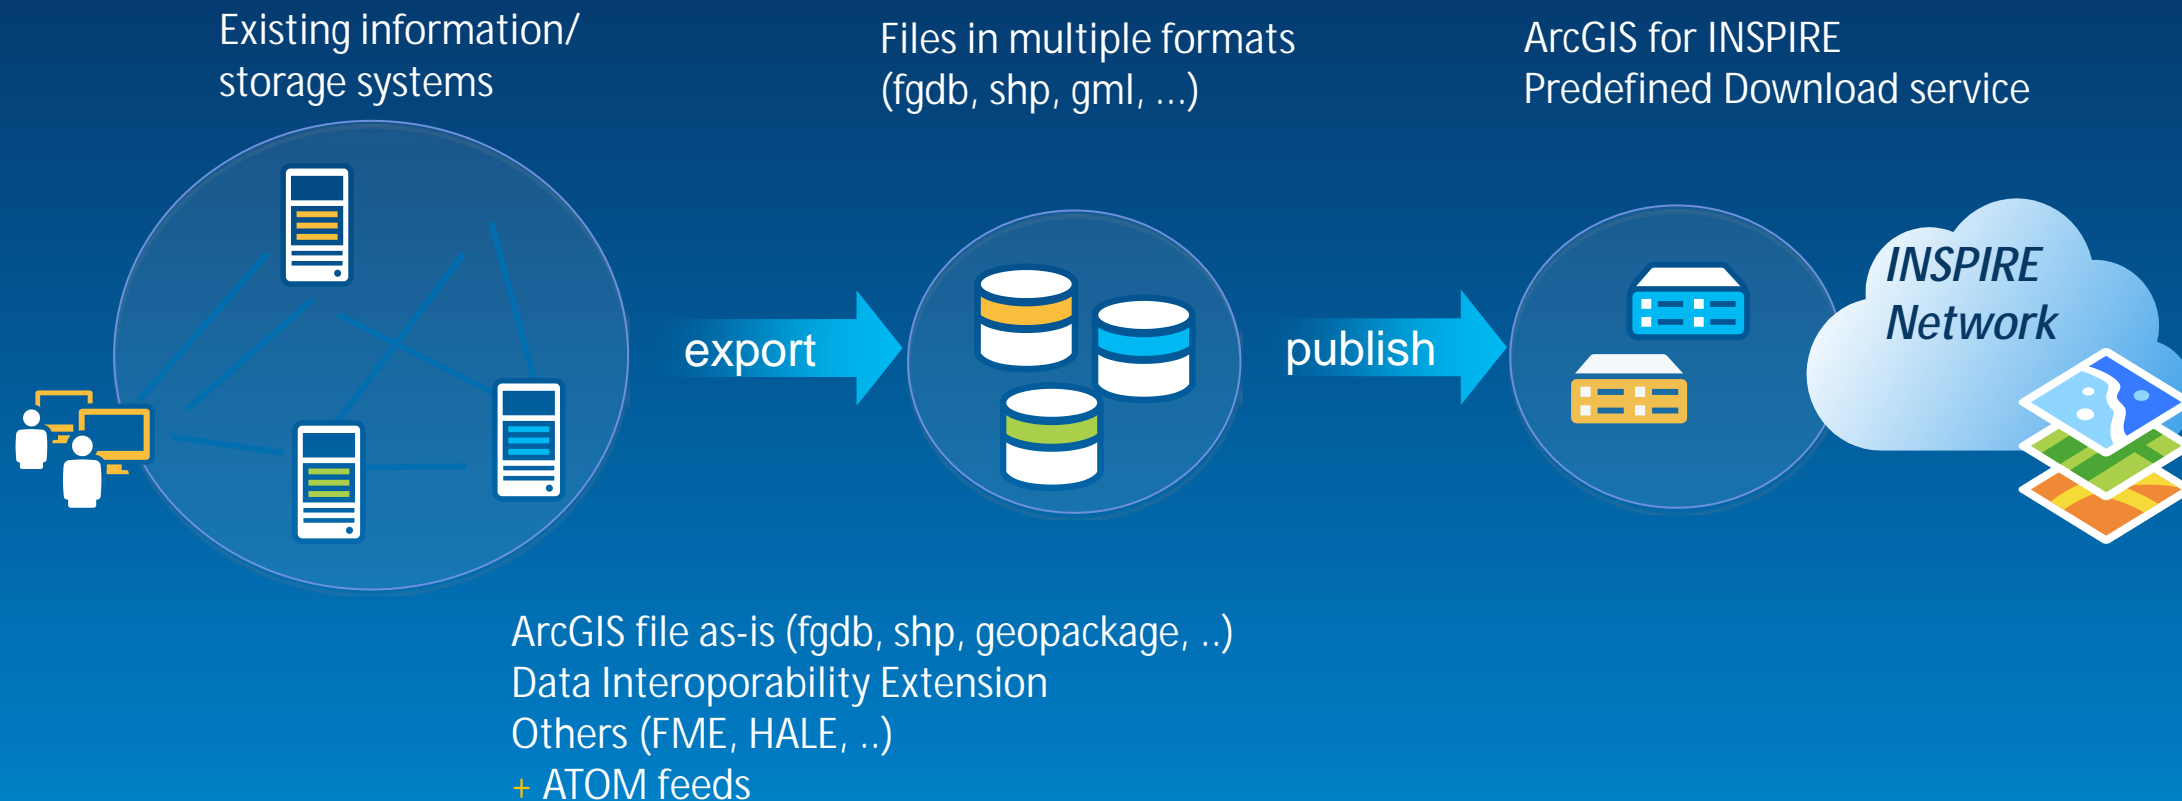 Existing information/
storage systems
Files in multiple formats
(fgdb, shp, gml, ...)
ArcGIS for INSPIRE
Predefined Download service
export
publish
INSPIRE
Network
ArcGIS file as-is (fgdb, shp, geopackage, ..)
Data Interoporability Extension
Others (FME, HALE, ..)
+ ATOM feeds